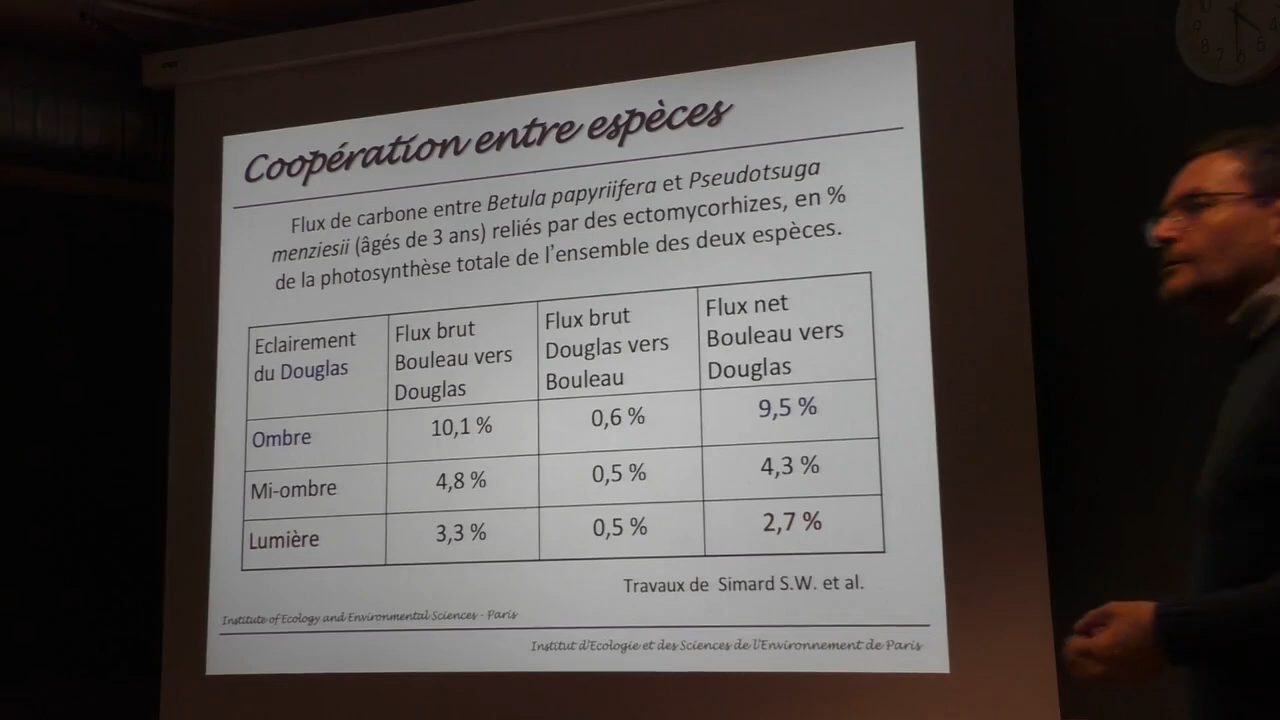 Coopération entre espèces
Flux de carbone entre Betula papyriifera et Pseudotsuga
menziesii (âgés de 3 ans) reliés par des ectomycorhizes, en %
de la photosynthèse totale de l'ensemble des deux espèces.
Eclairement
du Douglas
Flux brut
Bouleau vers
Douglas
Flux brut
Douglas vers
Bouleau
Flux net
Bouleau vers
Douglas
Ombre
10,1 %
0,6 %
9,5 %
Mi-ombre
4,8 %
0,5 %
4,3 %
Lumière
3,3 %
0,5 %
2,7 %
Travaux de Simard S.W. et al.
Institute of Ecology and Environmental Sciences - Paris
Institut d'Ecologie et des Sciences de l'Environnement de Paris